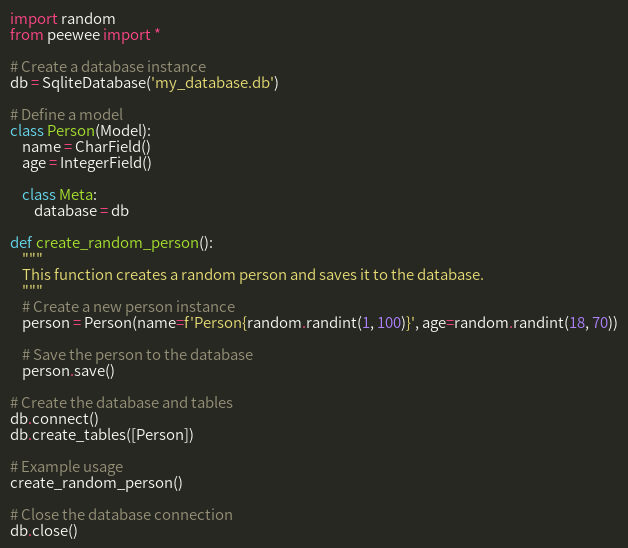 import random
from peewee import *
# Create a database instance
db = SqliteDatabase('my_database.db')
# Define a model
class Person(Model):
    name = CharField()
    age = IntegerField()
    class Meta:
        database = db
def create_random_person():
    """
    This function creates a random person and saves it to the database.
    """
    # Create a new person instance
    person = Person(name=f'Person{random.randint(1, 100)}', age=random.randint(18, 70))
    # Save the person to the database
    person.save()
# Create the database and tables
db.connect()
db.create_tables([Person])
# Example usage
create_random_person()
# Close the database connection
db.close()